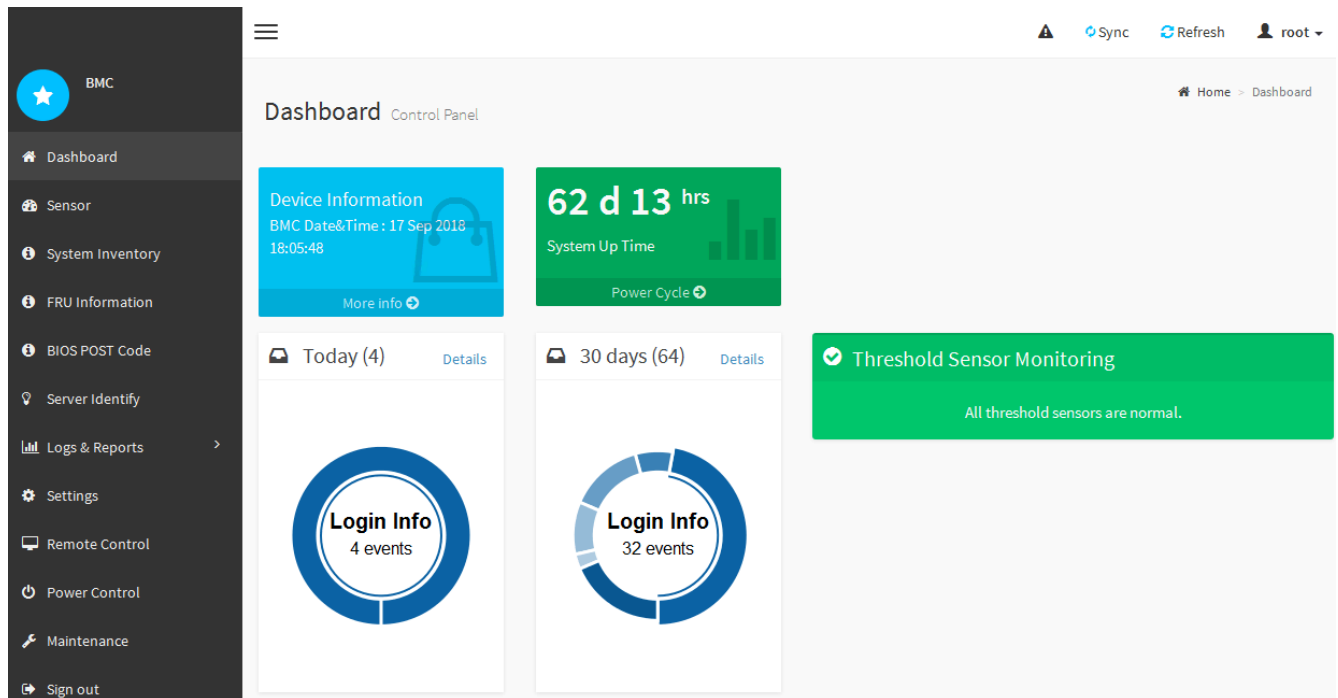 BMC
Dashboard
Sensor
System Inventory
FRU Information
BIOS POST Code
Server Identify
Logs & Reports
Settings
Remote Control
Power Control
Maintenance
Sign out
Sync
Refresh
root
Dashboard Control Panel
Home > Dashboard
Device Information
BMC Date&Time : 17 Sep 2018
18:05:48
More info
62 d 13 hrs
System Up Time
Power Cycle
Today (4) Details
Login Info
4 events
30 days (64) Details
Login Info
32 events
Threshold Sensor Monitoring
All threshold sensors are normal.